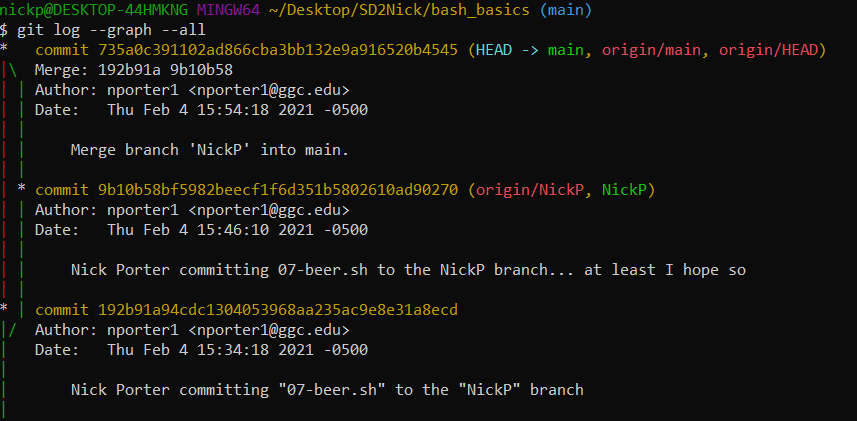 nickp@DESKTOP-44HMKNG MINGW64 ~/Desktop/SD2Nick/bash_basics (main)
$ git log --graph --all
*   commit 735a0c391102ad866cba3bb132e9a916520b4545 (HEAD -> main, origin/main, origin/HEAD)
|\  Merge: 192b91a 9b10b58
| | Author: nporter1 <nporter1@ggc.edu>
| | Date:   Thu Feb 4 15:54:18 2021 -0500
| |
| |     Merge branch 'NickP' into main.
| |
| * commit 9b10b58bf5982beecf1f6d351b5802610ad90270 (origin/NickP, NickP)
| | Author: nporter1 <nporter1@ggc.edu>
| | Date:   Thu Feb 4 15:46:10 2021 -0500
| |
| |     Nick Porter committing 07-beer.sh to the NickP branch... at least I hope so
| |
* | commit 192b91a94cdc1304053968aa235ac9e8e31a8ecd
|/  Author: nporter1 <nporter1@ggc.edu>
|   Date:   Thu Feb 4 15:34:18 2021 -0500
|
|       Nick Porter committing "07-beer.sh" to the "NickP" branch
|